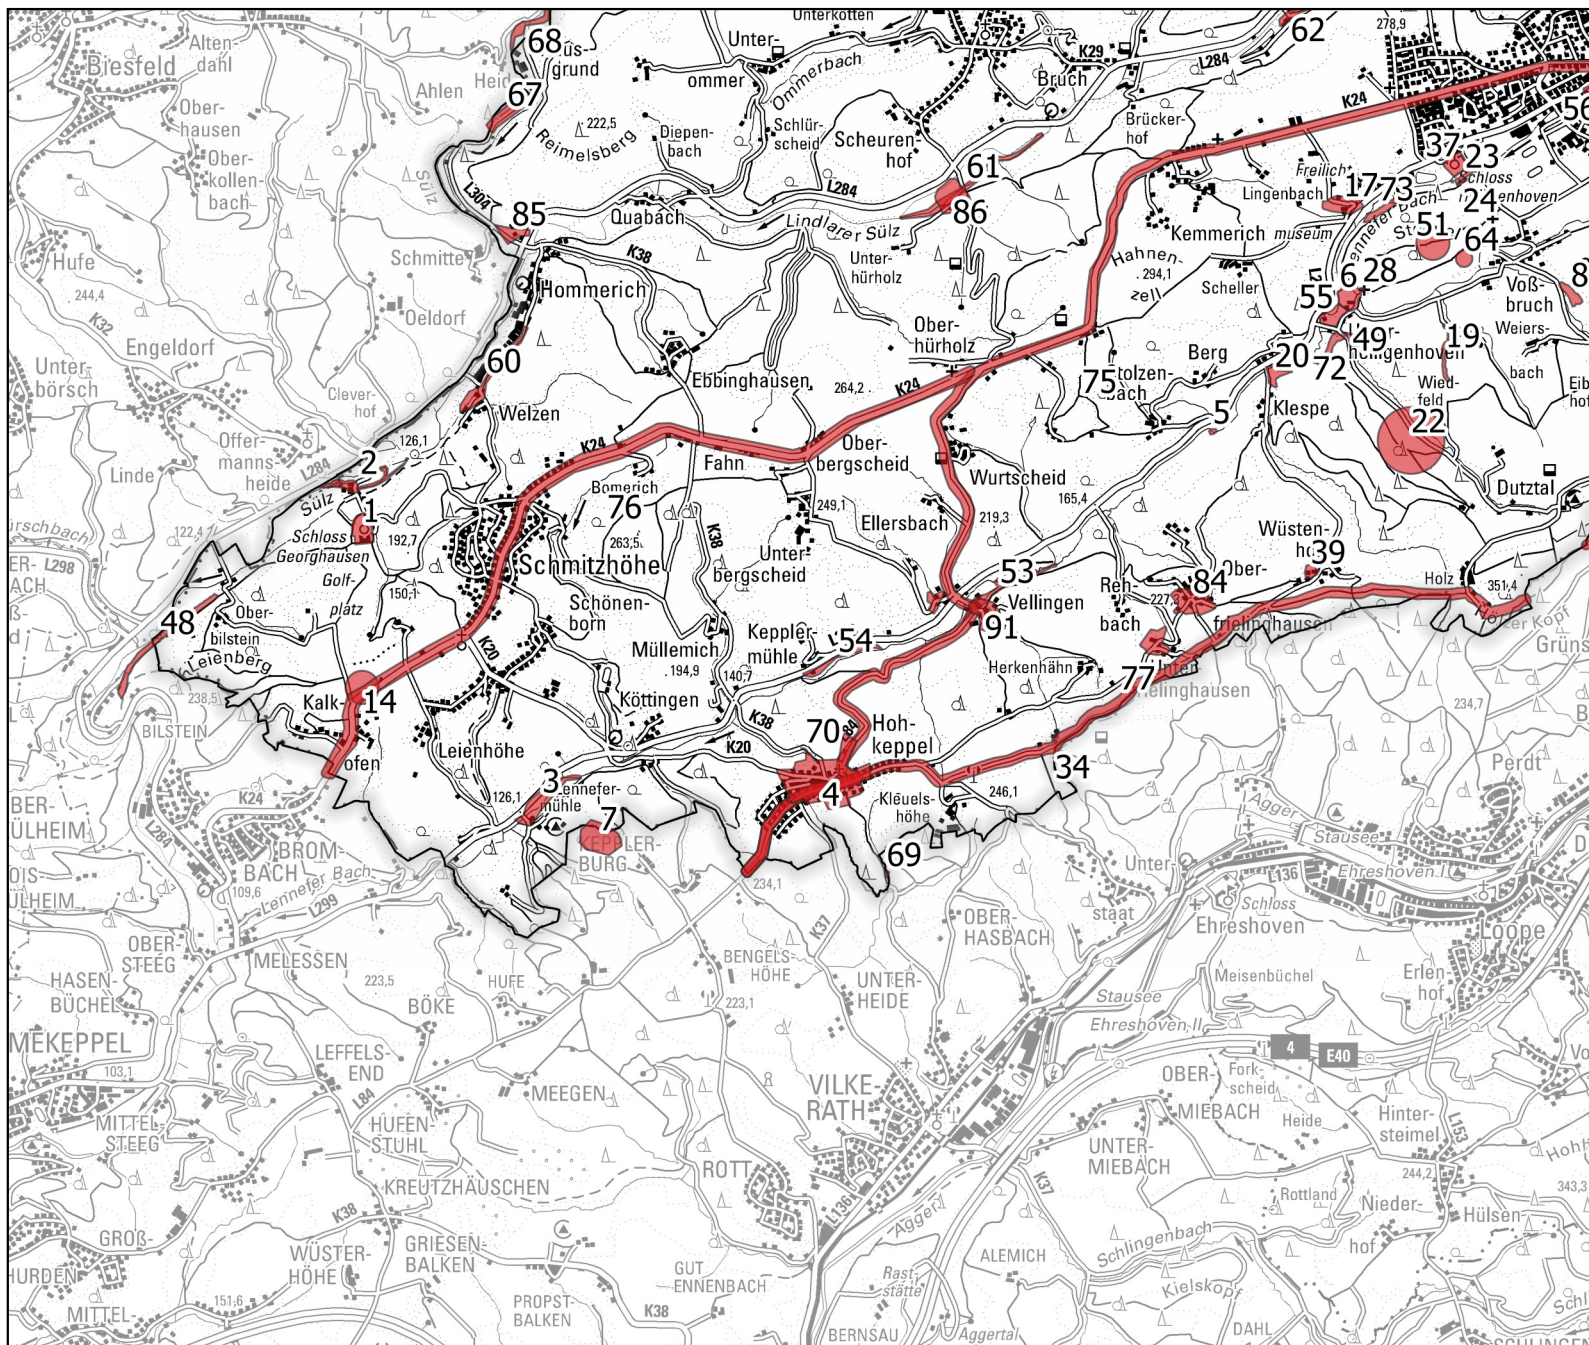 Unterkotten
62
278,9
68
Alten-
dahl
Biesfeld
üs-
grund
Unter-
ommer
K29
Bruch
L284
Heid
Ahlen
67
Ober-
hausen
Ommerbach
K24
56
222,5
Reimelsberg
Diepen-
bach
Schlür-
scheid
Scheuren-
hof
Brücker-
hof
Ober-
kollen-
bach
Sülz
L304
61
37
23
Freilicht
Lingenbach
17
73
Schloss
24
L284
Quabach
86
85
Lindlarer Sülz
Kemmerich
museum
51
64
Hufe
Schmitte
K38
Unter-
hürholz
Hahnen-
294,1
zell
Scheller
6
28
Voß-
bruch
8
244,4
K32
Hommerich
Oeldorf
55
49
19
Weiers-
bach
Engeldorf
Unter-
börsch
60
Ober-
hürholz
Berg
20
72
Ebbinghausen
264,2
K24
75
Wied-
feld
Clever-
hof
Welzen
5
Klespe
22
Offer-
manns-
heide
126,1
Linde
L284
2
K24
Fahn
Ober-
bergscheid
Wurtscheid
165,4
Dutztal
Sülz
1
Bomerich
76
249,1
Ellersbach
219,3
Schloss
Georghausen
192,7
263,5
K38
Wüsten-
122,4
L298
Golf-
platz
Schmitzhöhe
Unter-
bergscheid
53
Reh-
bach
84
Ober-
39
Holz
351,4
150,1
Vellingen
227,3
frielinghausen
48
Ober-
bilstein
Leienberg
Schönen-
born
Müllemich
Keppler-
mühle
54
91
K20
194,9
140,7
Herkenhähn
77
238,5
Kalk-
14
ofen
BILSTEIN
Köttingen
K38
70
Hoh-
keppel
234,7
Leienhöhe
K20
34
Perdt
3
126,1
mühle
4
Kleuels-
höhe
246,1
K24
L284
Agger
Stausee
7
KEPPLER-
BURG
BROM-
BACH
69
Unter-
staat
109,6
Lennefer Bach
234,1
L136
Ehreshoven I
L299
Schloss
Ehreshoven
OBER-
STEEG
K37
OBER-
HASBACH
Loope
MELESSEN
BENGELS-
HÖHE
HASEN-
BÜCHEL
223,5
HUFE
UNTER-
HEIDE
Meisenbüchel
Erlen-
hof
BÖKE
223,1
Stausee
Ehreshoven II
4
E40
MEKEPPEL
LEFFELS-
END
103,1
MEEGEN
VILKE-
RATH
OBER-
MIEBACH
Fork-
scheid
L84
Heide
Hinter-
steimel
L153
MITTEL-
STEEG
HUFEN-
STUHL
UNTER-
MIEBACH
ROTT
K37
244,2
KREUTZHÄUSCHEN
L136
Rottland
Nieder-
hof
343,3
K38
Agger
Hülsen
GROß-
WÜSTER-
HÖHE
GRIESEN-
BALKEN
ALEMICH
Schlingenbach
HURDEN
GUT
ENNENBACH
Rast-
stätte
Kielskopf
151,6
MITTEL-
PROPST-
BALKEN
K38
BERNSAU
Aggertal
DAHL